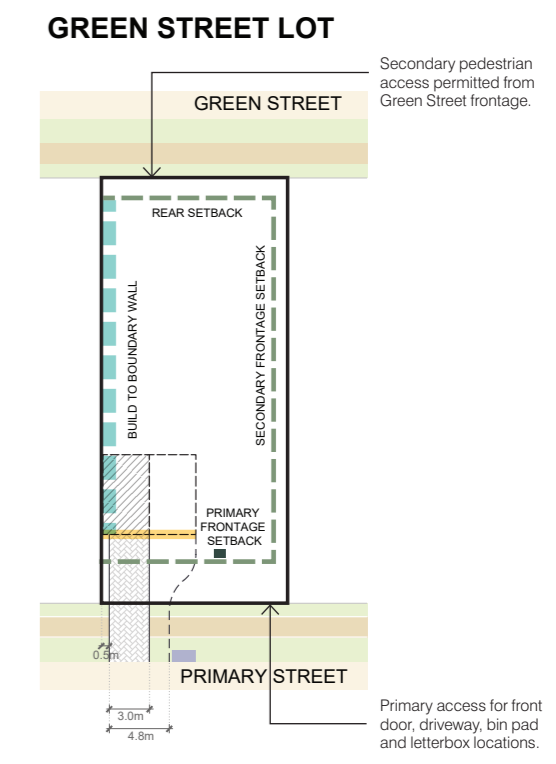 GREEN STREET LOT
Secondary pedestrian
access permitted from
Green Street frontage.
GREEN STREET
REAR SETBACK
BUILD TO BOUNDARY WALL
SECONDARY FRONTAGE SETBACK
PRIMARY
FRONTAGE
SETBACK
0.5m
PRIMARY STREET
3.0m
4.8m
Primary access for front
door, driveway, bin pad
and letterbox locations.